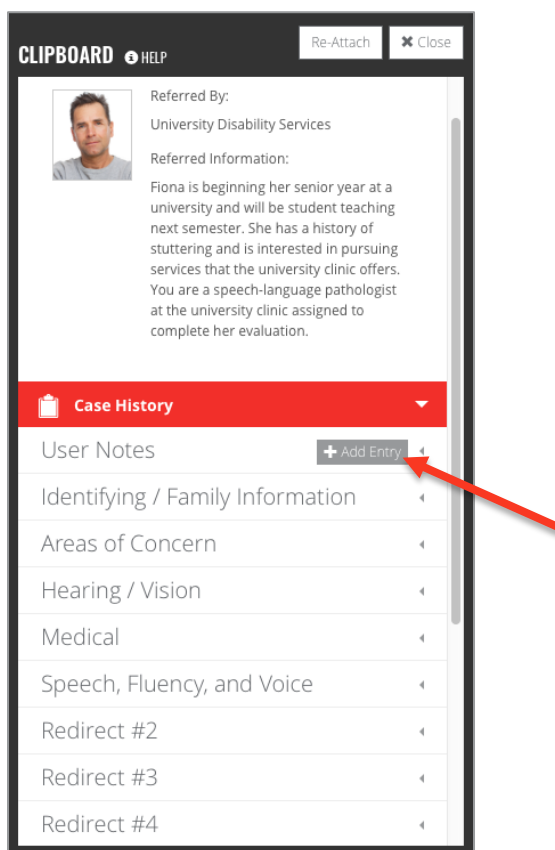 CLIPBOARD HELP
Re-Attach
Close
Referred By:
University Disability Services
Referred Information:
Fiona is beginning her senior year at a
university and will be student teaching
next semester. She has a history of
stuttering and is interested in pursuing
services that the university clinic offers.
You are a speech-language pathologist
at the university clinic assigned to
complete her evaluation.
Case History
User Notes
Add Entry
Identifying / Family Information
Areas of Concern
Hearing / Vision
Medical
Speech, Fluency, and Voice
Redirect #2
Redirect #3
Redirect #4